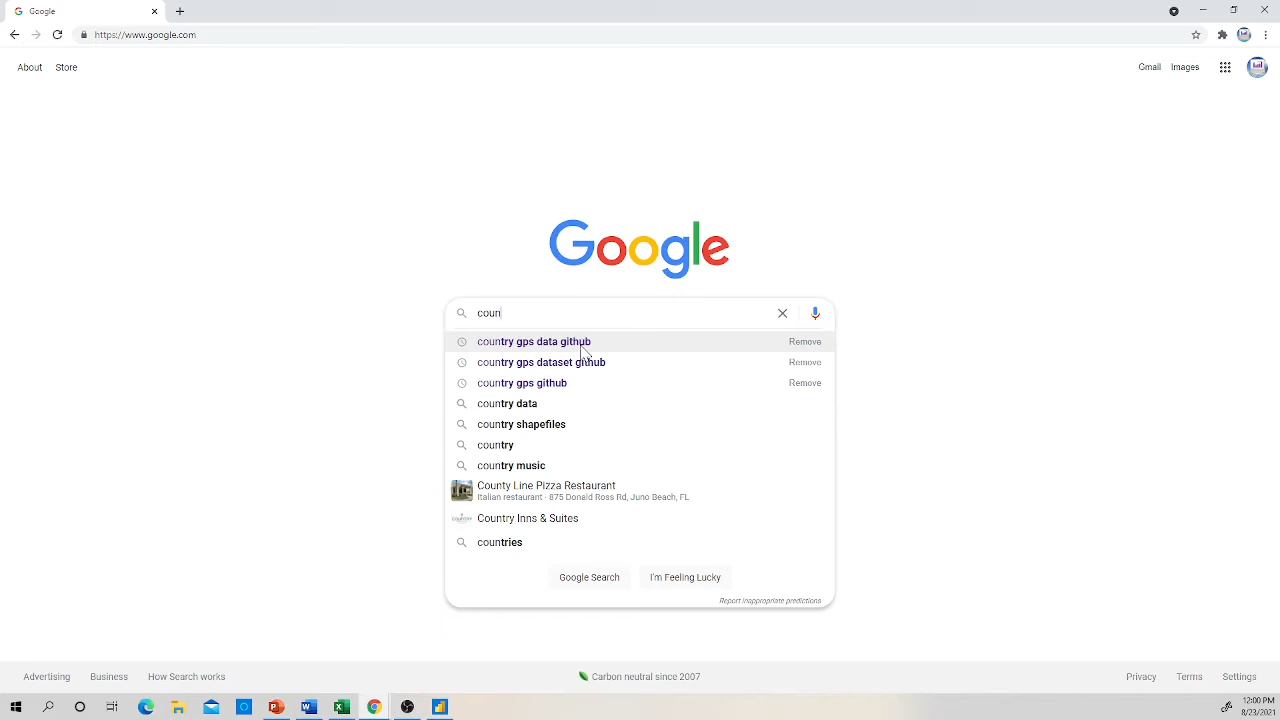 Google
https://www.google.com
About Store
Gmail Images
Google
coun
country gps data github Remove
country gps dataset github Remove
country gps github Remove
country data
country shapefiles
country
country music
County Line Pizza Restaurant
Italian restaurant · 875 Donald Ross Rd, Juno Beach, FL
Country Inns & Suites
countries
Google Search I'm Feeling Lucky
Report inappropriate predictions
Advertising Business How Search works Carbon neutral since 2007 Privacy Terms Settings
12:00 PM
8/23/2021